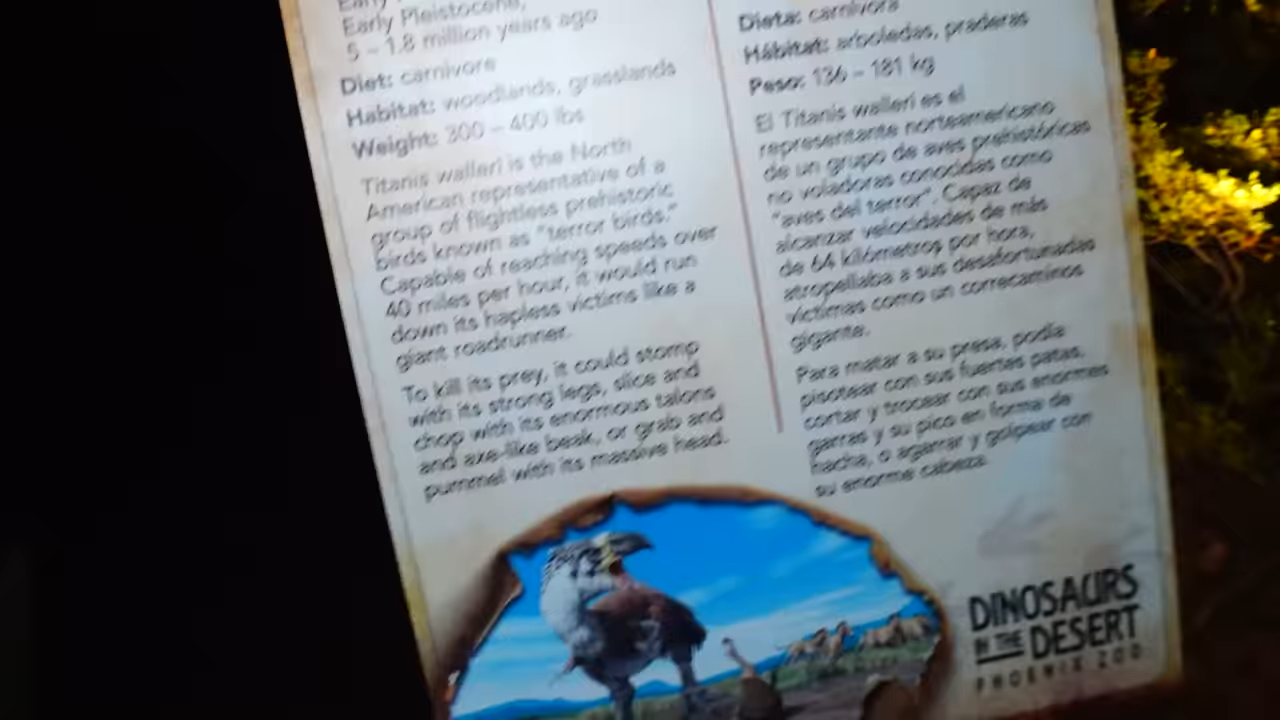 Early Pleistocene,
5 – 1.8 million years ago
Diet: carnivore
Habitat: woodlands, grasslands
Weight: 300 – 400 lbs
Titanis walleri is the North
American representative of a
group of flightless prehistoric
birds known as "terror birds."
Capable of reaching speeds over
40 miles per hour, it would run
down its hapless victims like a
giant roadrunner.
To kill its prey, it could stomp
with its strong legs, slice and
chop with its enormous talons
and axe-like beak, or grab and
pummel with its massive head.
Dieta: carnívora
Hábitat: arboledas, praderas
Peso: 136 – 181 kg
El Titanis walleri es el
representante norteamericano
de un grupo de aves prehistóricas
no voladoras conocidas como
"aves del terror". Capaz de
alcanzar velocidades de más
de 64 kilómetros por hora,
atropellaba a sus desafortunadas
víctimas como un correcaminos
gigante.
Para matar a su presa, podía
pisotear con sus fuertes patas,
cortar y trocear con sus enormes
garras y su pico en forma de
hacha, o agarrar y golpear con
su enorme cabeza.
DINOSAURS
IN THE DESERT
PHOENIX ZOO